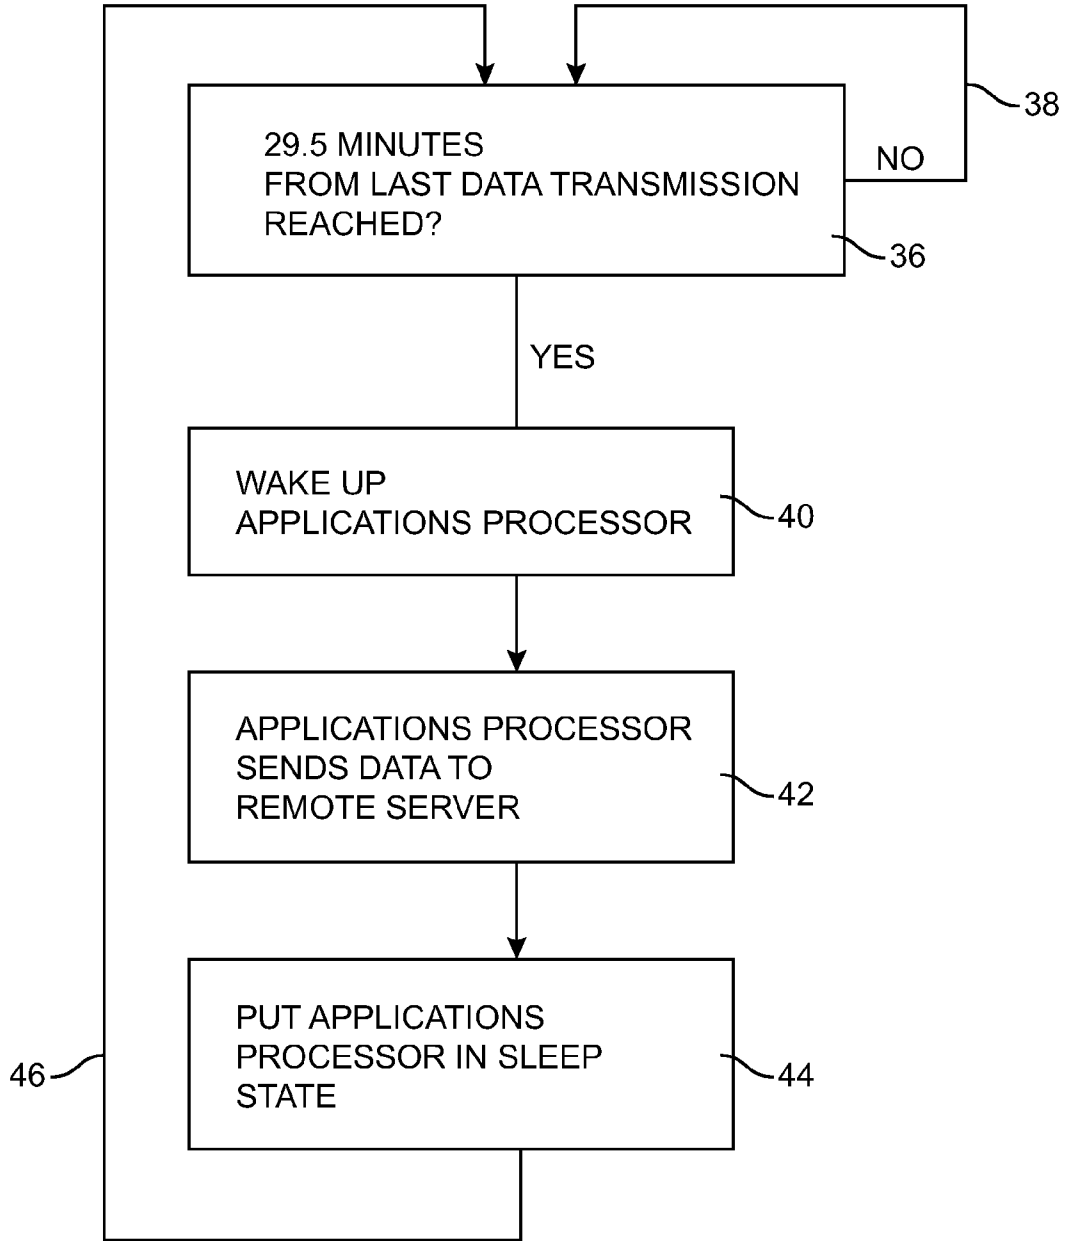 38
29.5 MINUTES
FROM LAST DATA TRANSMISSION
REACHED?
NO
36
YES
WAKE UP
APPLICATIONS PROCESSOR
40
APPLICATIONS PROCESSOR
SENDS DATA TO
REMOTE SERVER
42
PUT APPLICATIONS
PROCESSOR IN SLEEP
STATE
44
46